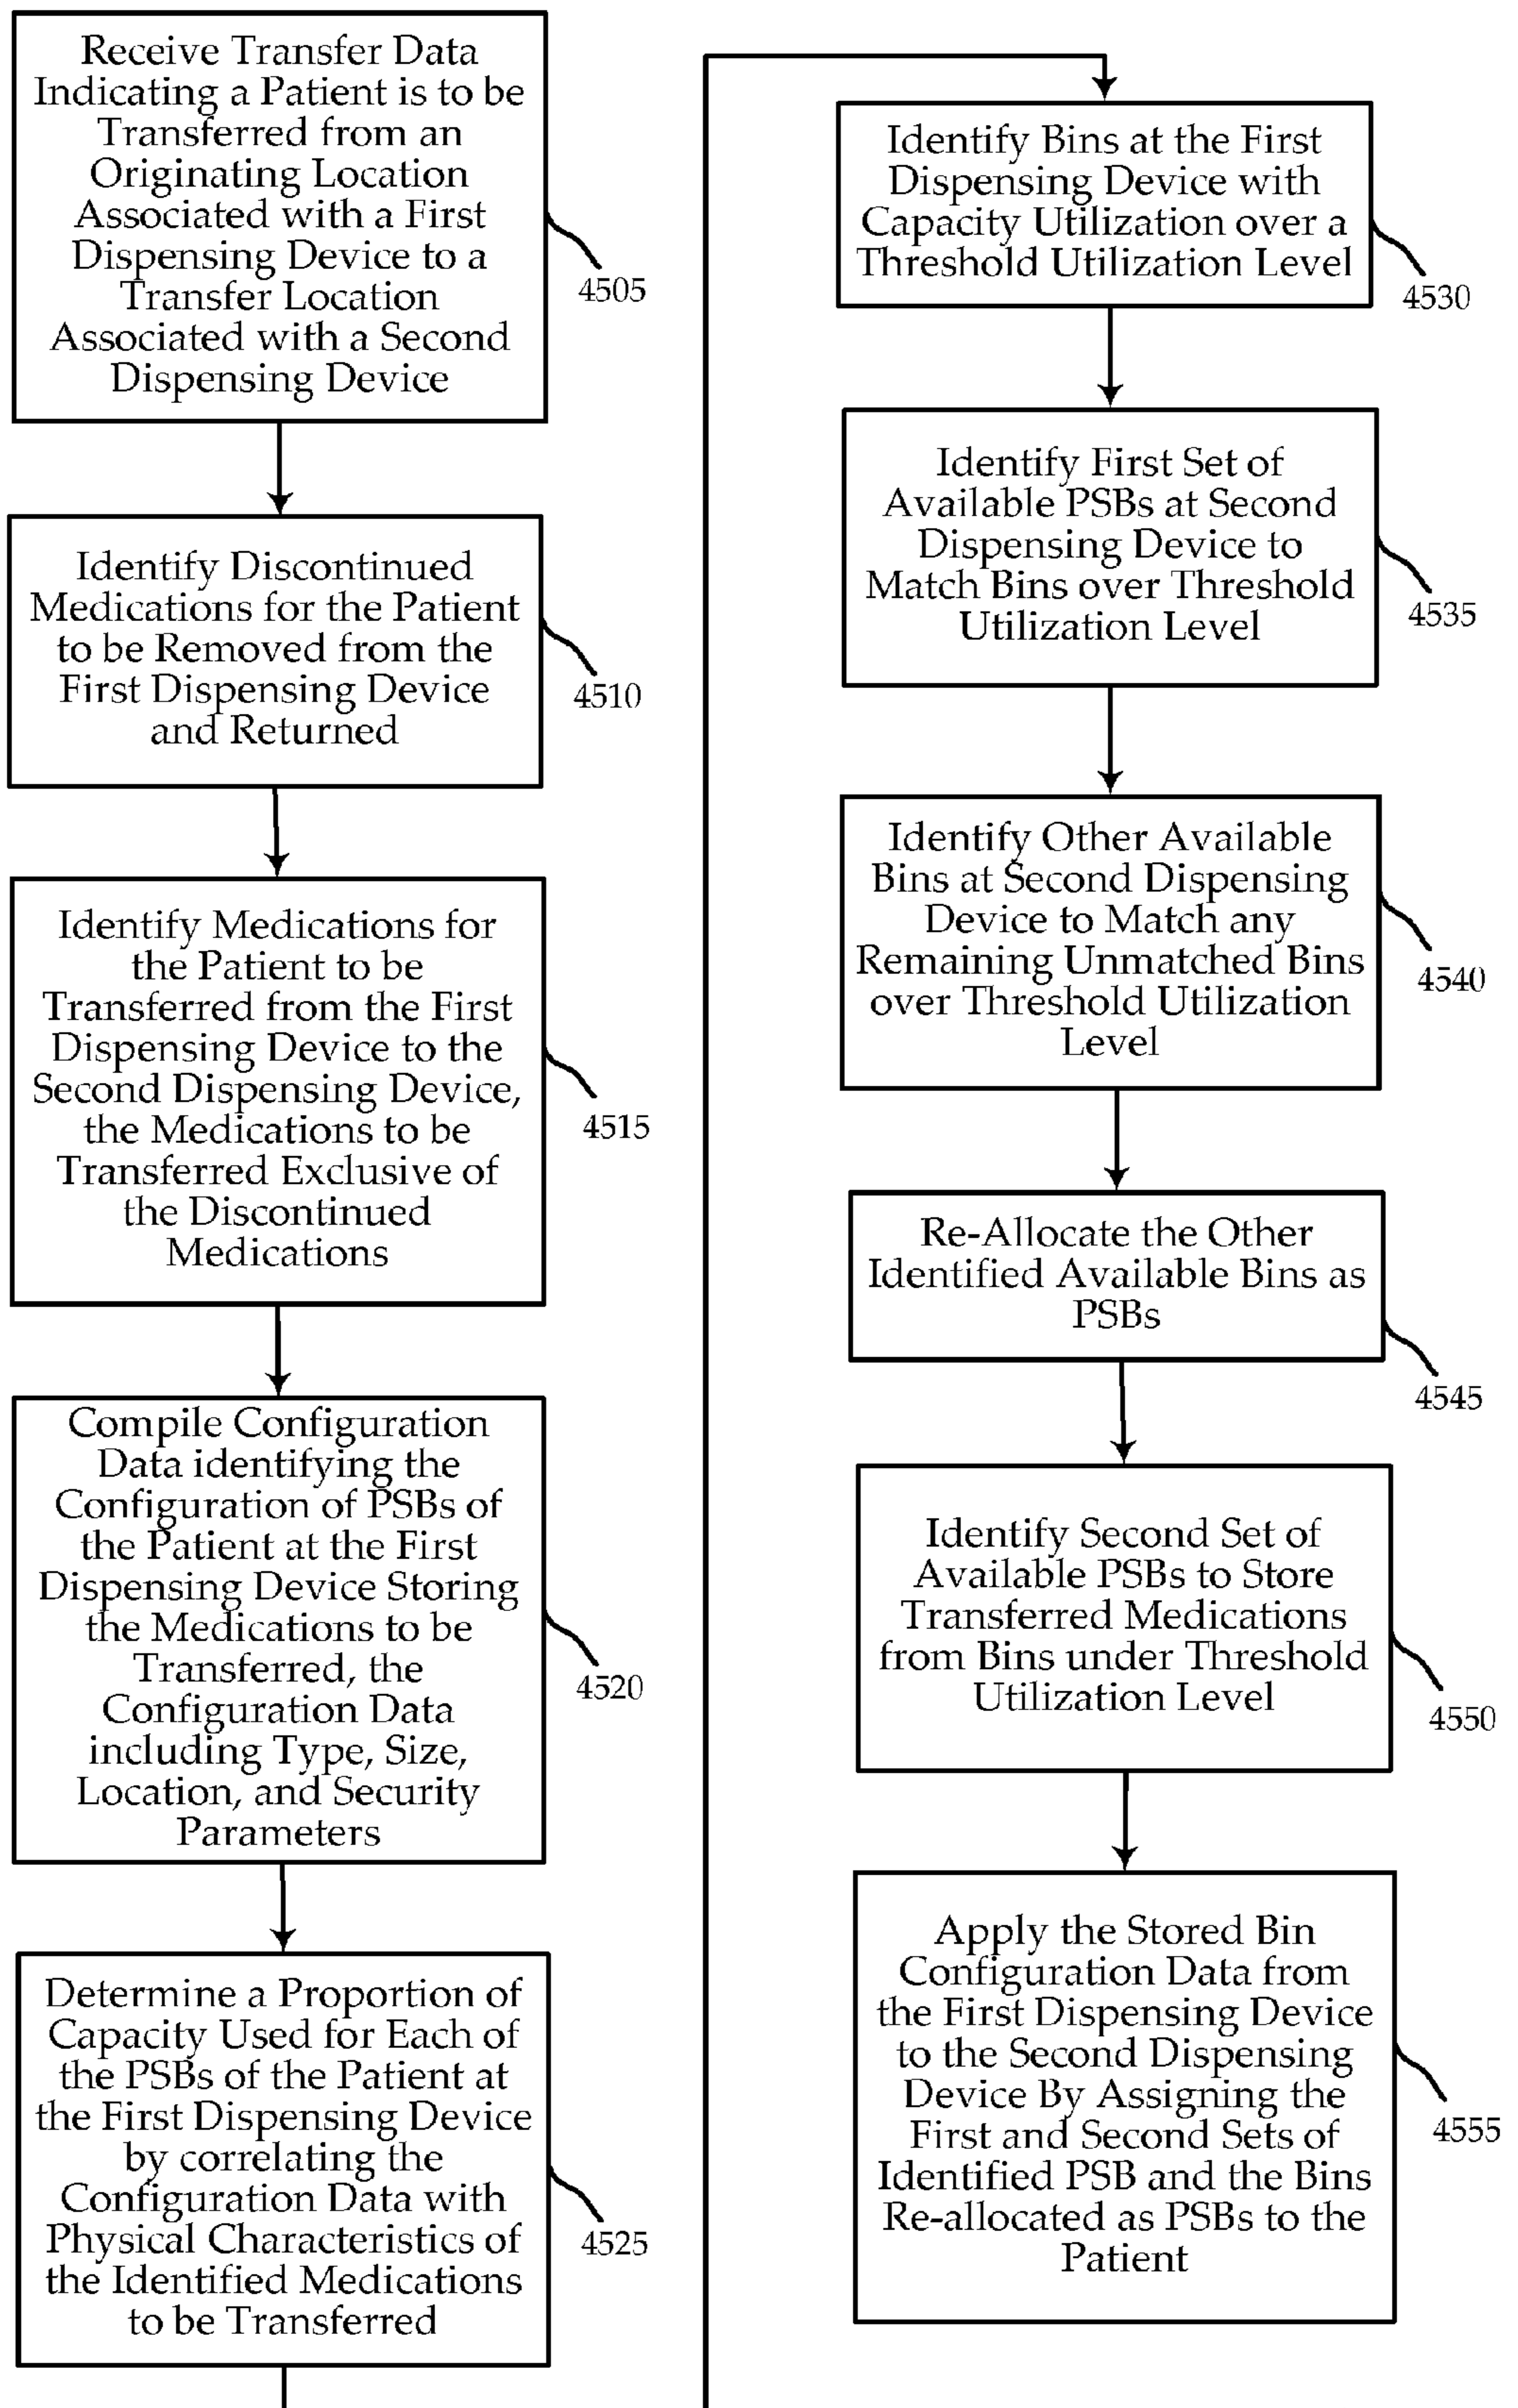 Receive Transfer Data
Indicating a Patient is to be
Transferred from an
Originating Location
Associated with a First
Dispensing Device to a
Transfer Location
Associated with a Second
Dispensing Device
4505
Identify Discontinued
Medications for the Patient
to be Removed from the
First Dispensing Device
and Returned
4510
Identify Medications for
the Patient to be
Transferred from the First
Dispensing Device to the
Second Dispensing Device,
the Medications to be
Transferred Exclusive of
the Discontinued
Medications
4515
Compile Configuration
Data identifying the
Configuration of PSBs of
the Patient at the First
Dispensing Device Storing
the Medications to be
Transferred, the
Configuration Data
including Type, Size,
Location, and Security
Parameters
4520
Determine a Proportion of
Capacity Used for Each of
the PSBs of the Patient at
the First Dispensing Device
by correlating the
Configuration Data with
Physical Characteristics of
the Identified Medications
to be Transferred
4525
Identify Bins at the First
Dispensing Device with
Capacity Utilization over a
Threshold Utilization Level
4530
Identify First Set of
Available PSBs at Second
Dispensing Device to
Match Bins over Threshold
Utilization Level
4535
Identify Other Available
Bins at Second Dispensing
Device to Match any
Remaining Unmatched Bins
over Threshold Utilization
Level
4540
Re-Allocate the Other
Identified Available Bins as
PSBs
4545
Identify Second Set of
Available PSBs to Store
Transferred Medications
from Bins under Threshold
Utilization Level
4550
Apply the Stored Bin
Configuration Data from
the First Dispensing Device
to the Second Dispensing
Device By Assigning the
First and Second Sets of
Identified PSB and the Bins
Re-allocated as PSBs to the
Patient
4555